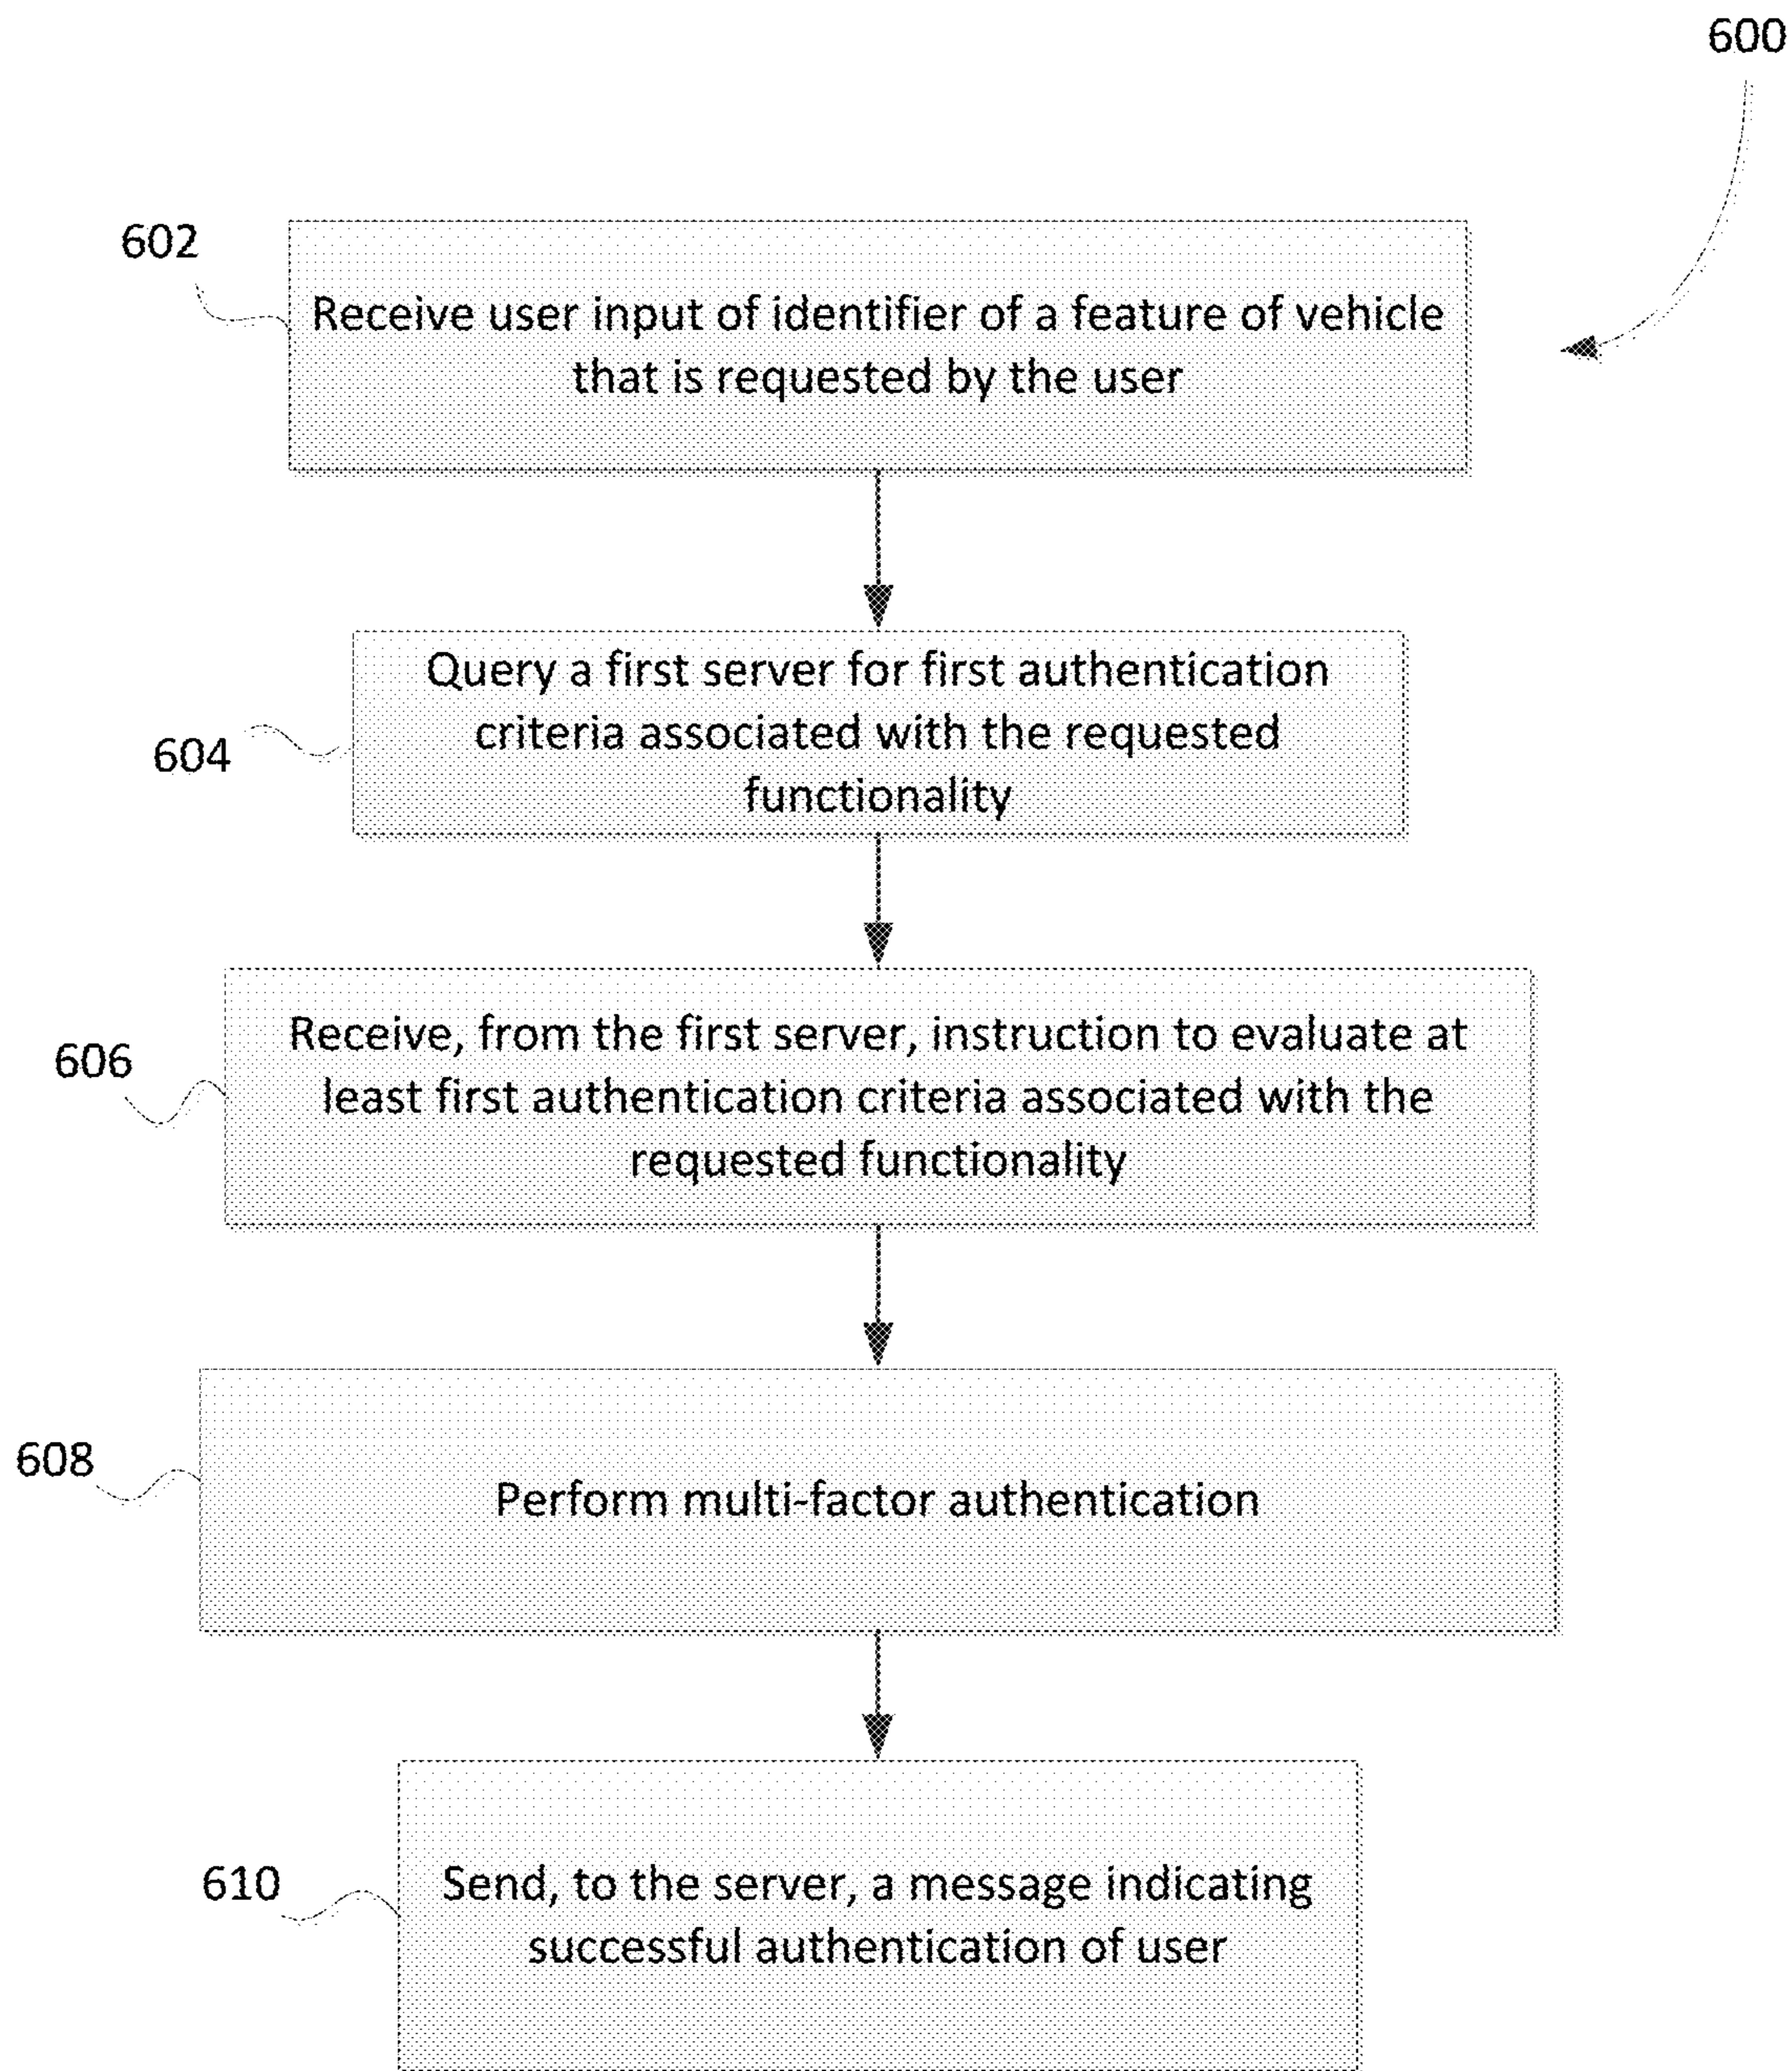 600
602
Receive user input of identifier of a feature of vehicle
that is requested by the user
604
Query a first server for first authentication
criteria associated with the requested
functionality
606
Receive, from the first server, instruction to evaluate at
least first authentication criteria associated with the
requested functionality
608
Perform multi-factor authentication
610
Send, to the server, a message indicating
successful authentication of user